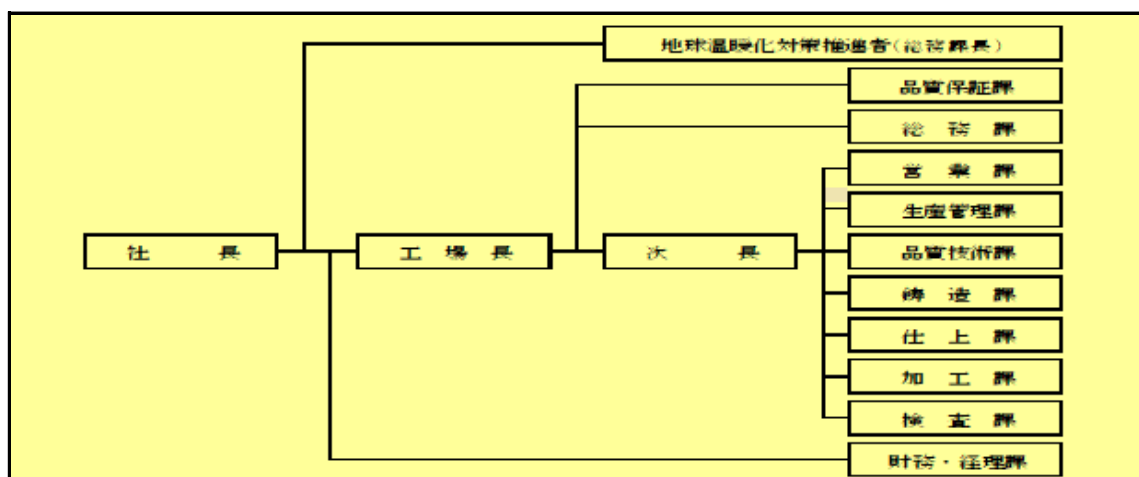 地球温暖化対策推進者(総務課長)
品質保証課
総 務 課
営 業 課
生産管理課
社 長
工 場 長
次 長
品質技術課
鋳 造 課
仕 上 課
加 工 課
検 査 課
財務・経理課